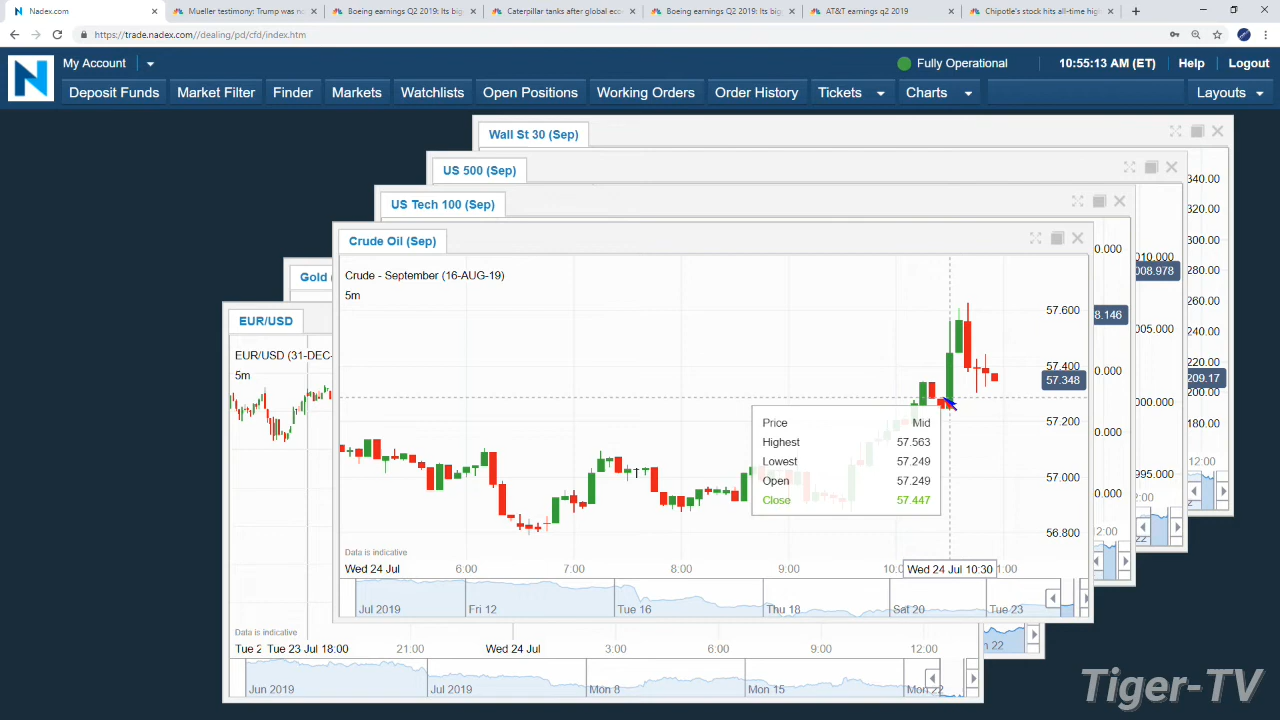 Nadex.com
Mueller testimony: Trump was no
Boeing earnings Q2 2019: Its big
Caterpillar tanks after global eco
Boeing earnings Q2 2019: Its big
AT&T earnings q2 2019
Chipotle's stock hits all-time hig
https://trade.nadex.com/dealing/pd/cfd/index.htm
N
My Account
Fully Operational
10:55:13 AM (ET)
Help
Logout
Deposit Funds
Market Filter
Finder
Markets
Watchlists
Open Positions
Working Orders
Order History
Tickets
Charts
Layouts
Wall St 30 (Sep)
US 500 (Sep)
340.00
US Tech 100 (Sep)
320.00
Crude Oil (Sep)
300.00
.000
010.000
Gold
Crude - September (16-AUG-19)
008.978
280.00
5m
260.00
57.600
8.146
EUR/USD
005.000
240.00
EUR/USD (31-DEC-
57.400
220.00
.000
5m
57.348
209.17
000.000
200.00
Price Mid
57.200
180.00
Highest 57.563
.000
Lowest 57.249
12:00
57.000
995.000
Open 57.249
.000
Close 57.447
56.800
12:00
Data is indicative
Wed 24 Jul
6:00
7:00
8:00
9:00
Wed 24 Jul 10:30
Jul 2019
Fri 12
Tue 16
Thu 18
Sat 20
Tue 23
Data is indicative
Tue 23 Jul 18:00
21:00
Wed 24 Jul
3:00
6:00
9:00
12:00
Jun 2019
Jul 2019
Mon 8
Mon 15
Mon 22
Tiger-TV